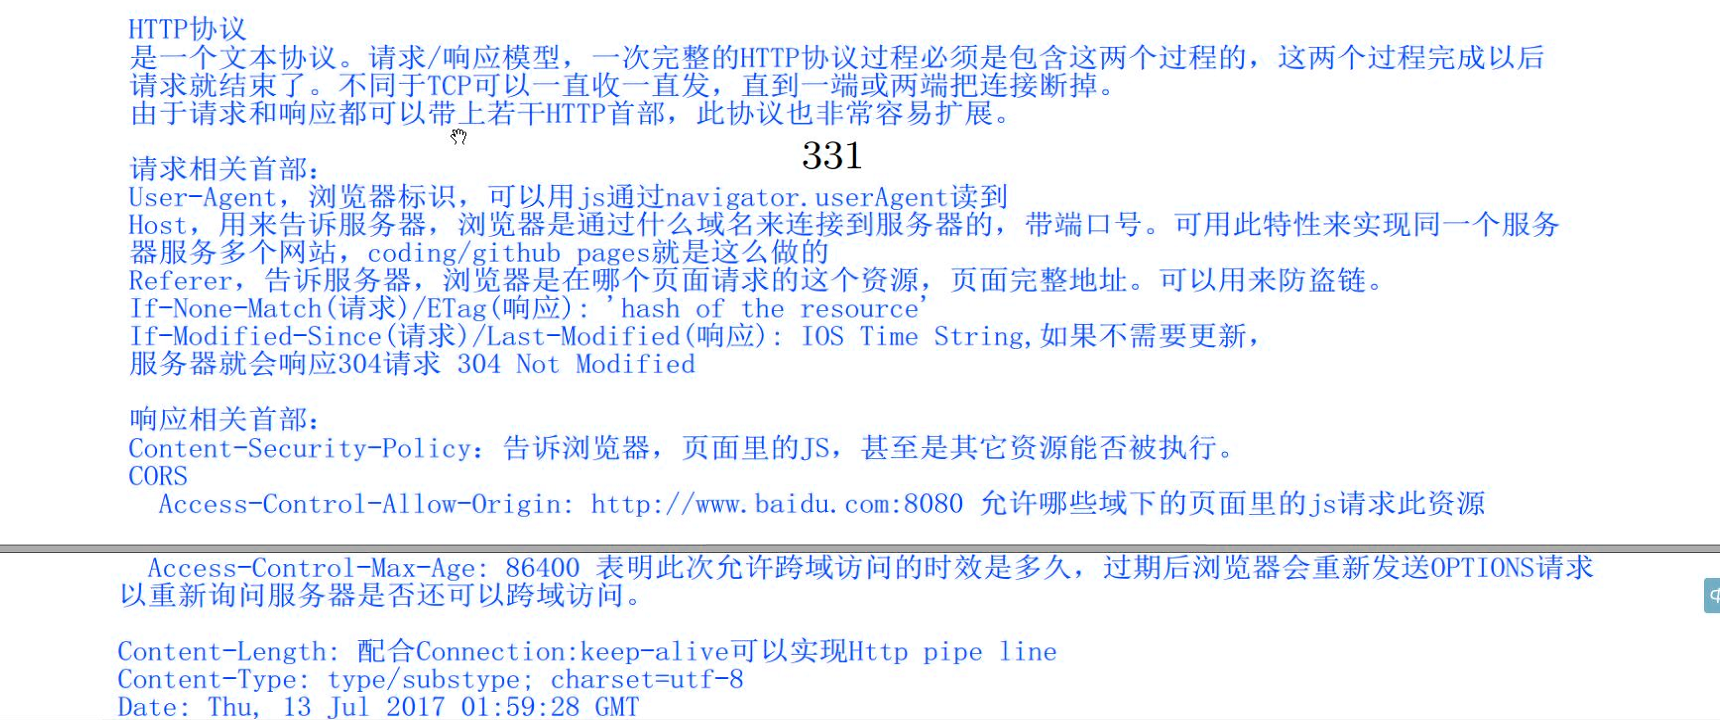 HTTP协议
是一个文本协议。请求/响应模型，一次完整的HTTP协议过程必须是包含这两个过程的，这两个过程完成以后
请求就结束了。不同于TCP可以一直收一直发，直到一端或两端把连接断掉。
由于请求和响应都可以带上若干HTTP首部，此协议也非常容易扩展。
331
请求相关首部：
User-Agent，浏览器标识，可以用js通过navigator.userAgent读到
Host，用来告诉服务器，浏览器是通过什么域名来连接到服务器的，带端口号。可用此特性来实现同一个服务
器服务多个网站，coding/github pages就是这么做的
Referer，告诉服务器，浏览器是在哪个页面请求的这个资源，页面完整地址。可以用来防盗链。
If-None-Match(请求)/ETag(响应): 'hash of the resource'
If-Modified-Since(请求)/Last-Modified(响应): IOS Time String,如果不需要更新，
服务器就会响应304请求 304 Not Modified
响应相关首部：
Content-Security-Policy：告诉浏览器，页面里的JS，甚至是其它资源能否被执行。
CORS
Access-Control-Allow-Origin: http://www.baidu.com:8080 允许哪些域下的页面里的js请求此资源
Access-Control-Max-Age: 86400 表明此次允许跨域访问的时效是多久，过期后浏览器会重新发送OPTIONS请求
以重新询问服务器是否还可以跨域访问。
Content-Length: 配合Connection:keep-alive可以实现Http pipe line
Content-Type: type/substype; charset=utf-8
Date: Thu, 13 Jul 2017 01:59:28 GMT